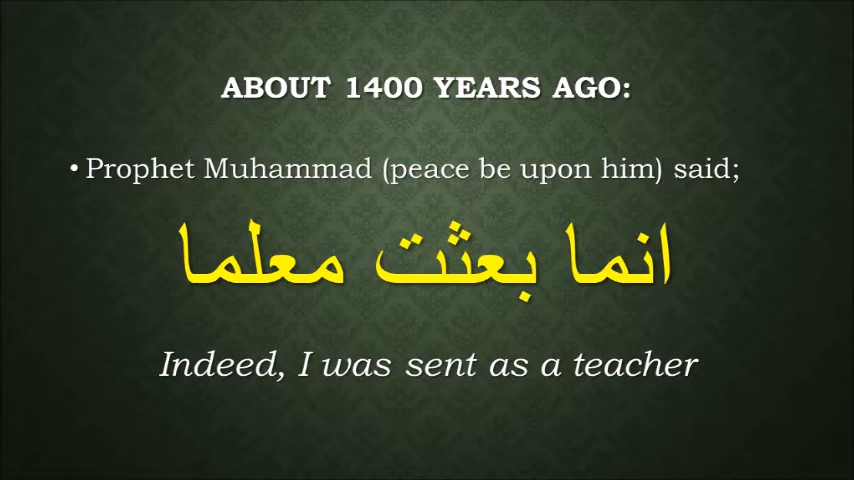 ABOUT 1400 YEARS AGO:
• Prophet Muhammad (peace be upon him) said;
انما بعثت معلما
Indeed, I was sent as a teacher